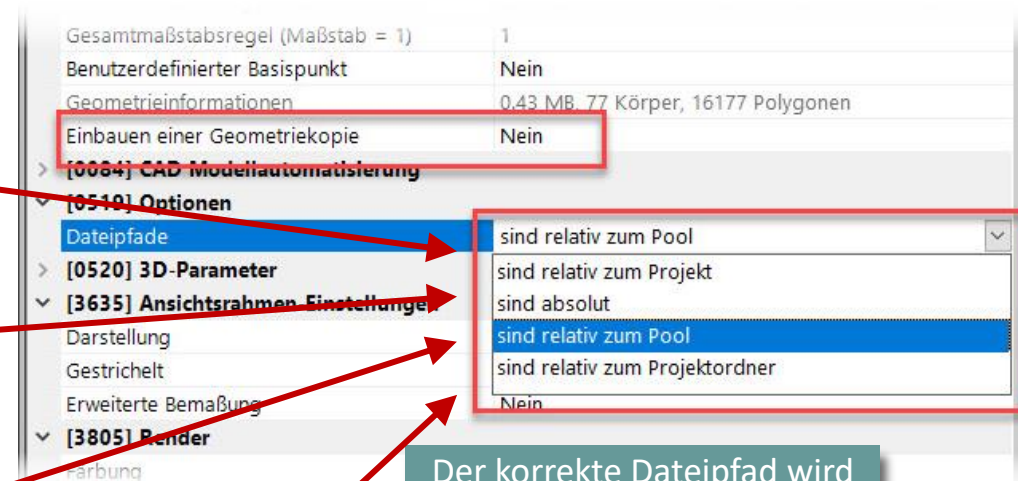 Gesamtmaßstabsregel (Maßstab = 1) 1
Benutzerdefinierter Basispunkt Nein
Geometrieinformationen 0.43 MB, 77 Körper, 16177 Polygonen
Einbauen einer Geometriekopie Nein
[0084] CAD Modellautomatisierung
[0519] Optionen
Dateipfade sind relativ zum Pool
[0520] 3D-Parameter sind relativ zum Projekt
[3635] Ansichtsrahmen-Einstellungen sind absolut
Darstellung sind relativ zum Pool
Gestrichelt sind relativ zum Projektordner
Erweiterte Bemaßung Nein
[3805] Render
Farbung
Der korrekte Dateipfad wird